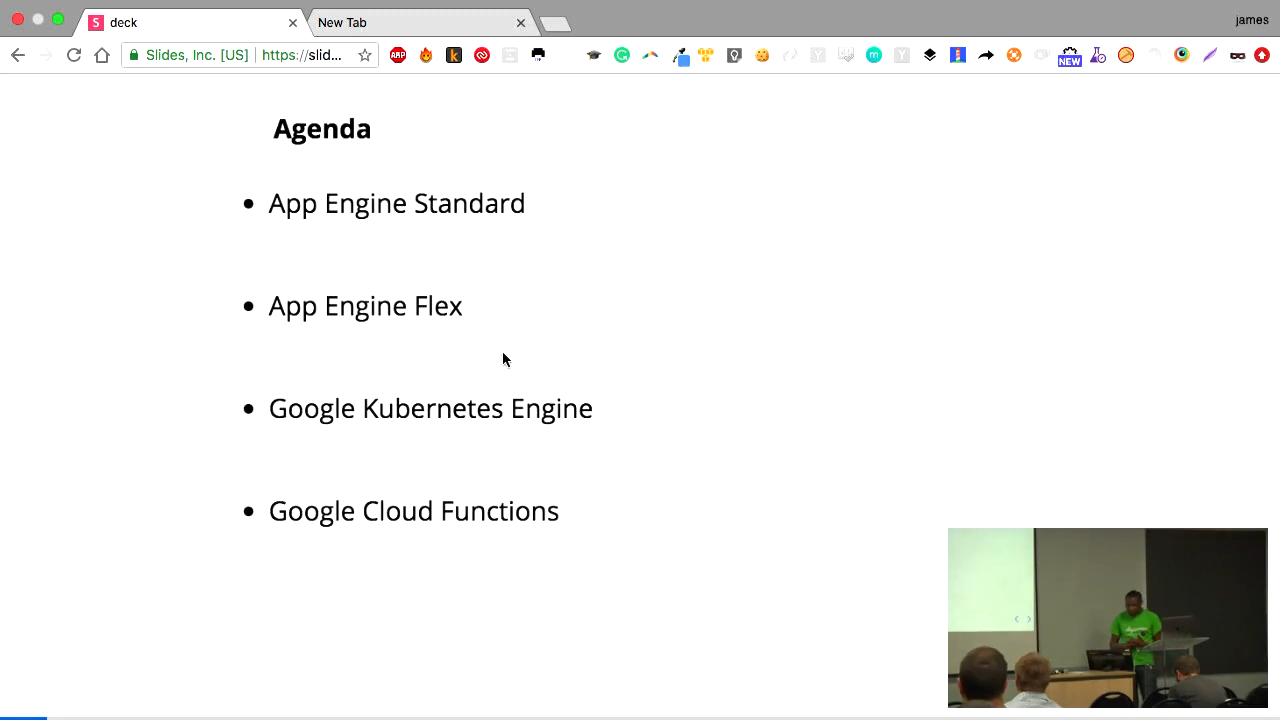 deck
New Tab
james
Slides, Inc. [US]
https://slid...
NEW
Agenda
App Engine Standard
App Engine Flex
Google Kubernetes Engine
Google Cloud Functions